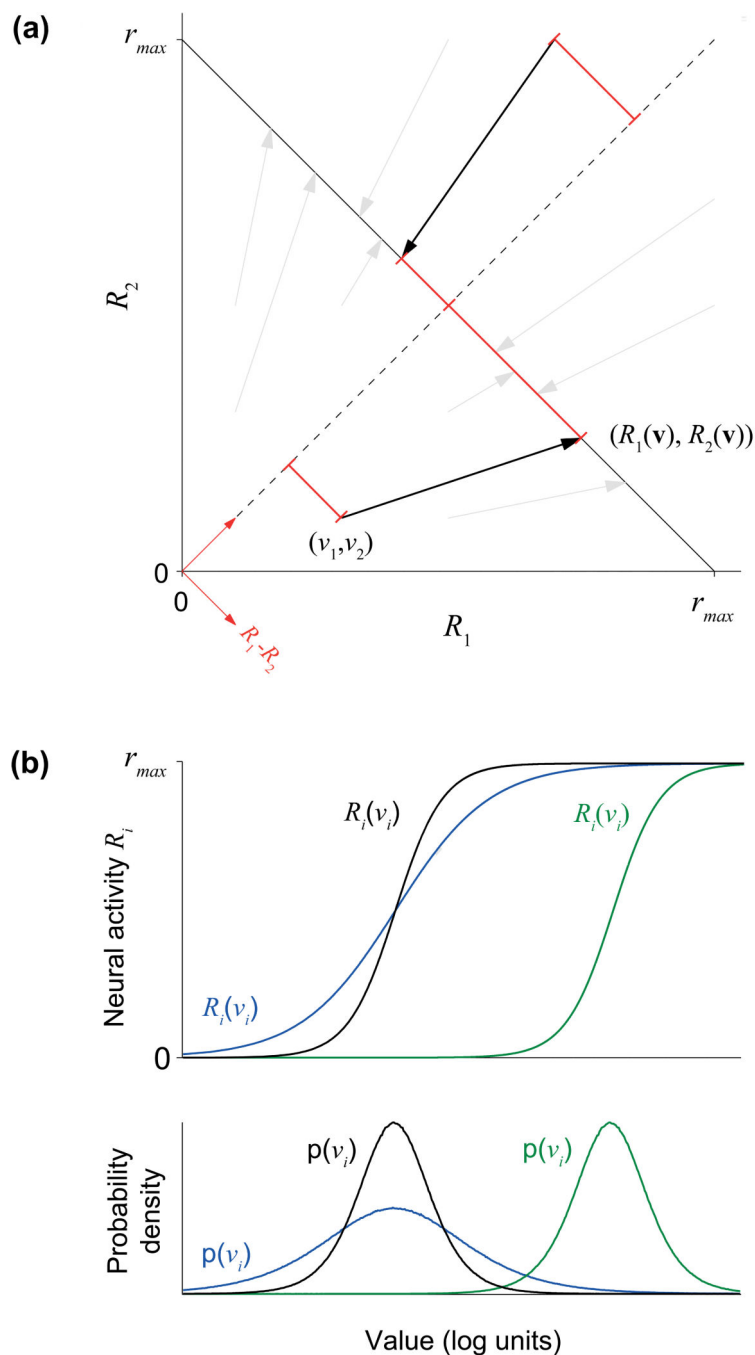 (a)
r_max
R_2
(R_1(v), R_2(v))
(v_1,v_2)
0
0
r_max
R_1-R_2
R_1
(b)
r_max
R_i(v_i)
R_i(v_i)
Neural activity R_i
R_i(v_i)
0
p(v_i)
p(v_i)
Probability
density
p(v_i)
Value (log units)